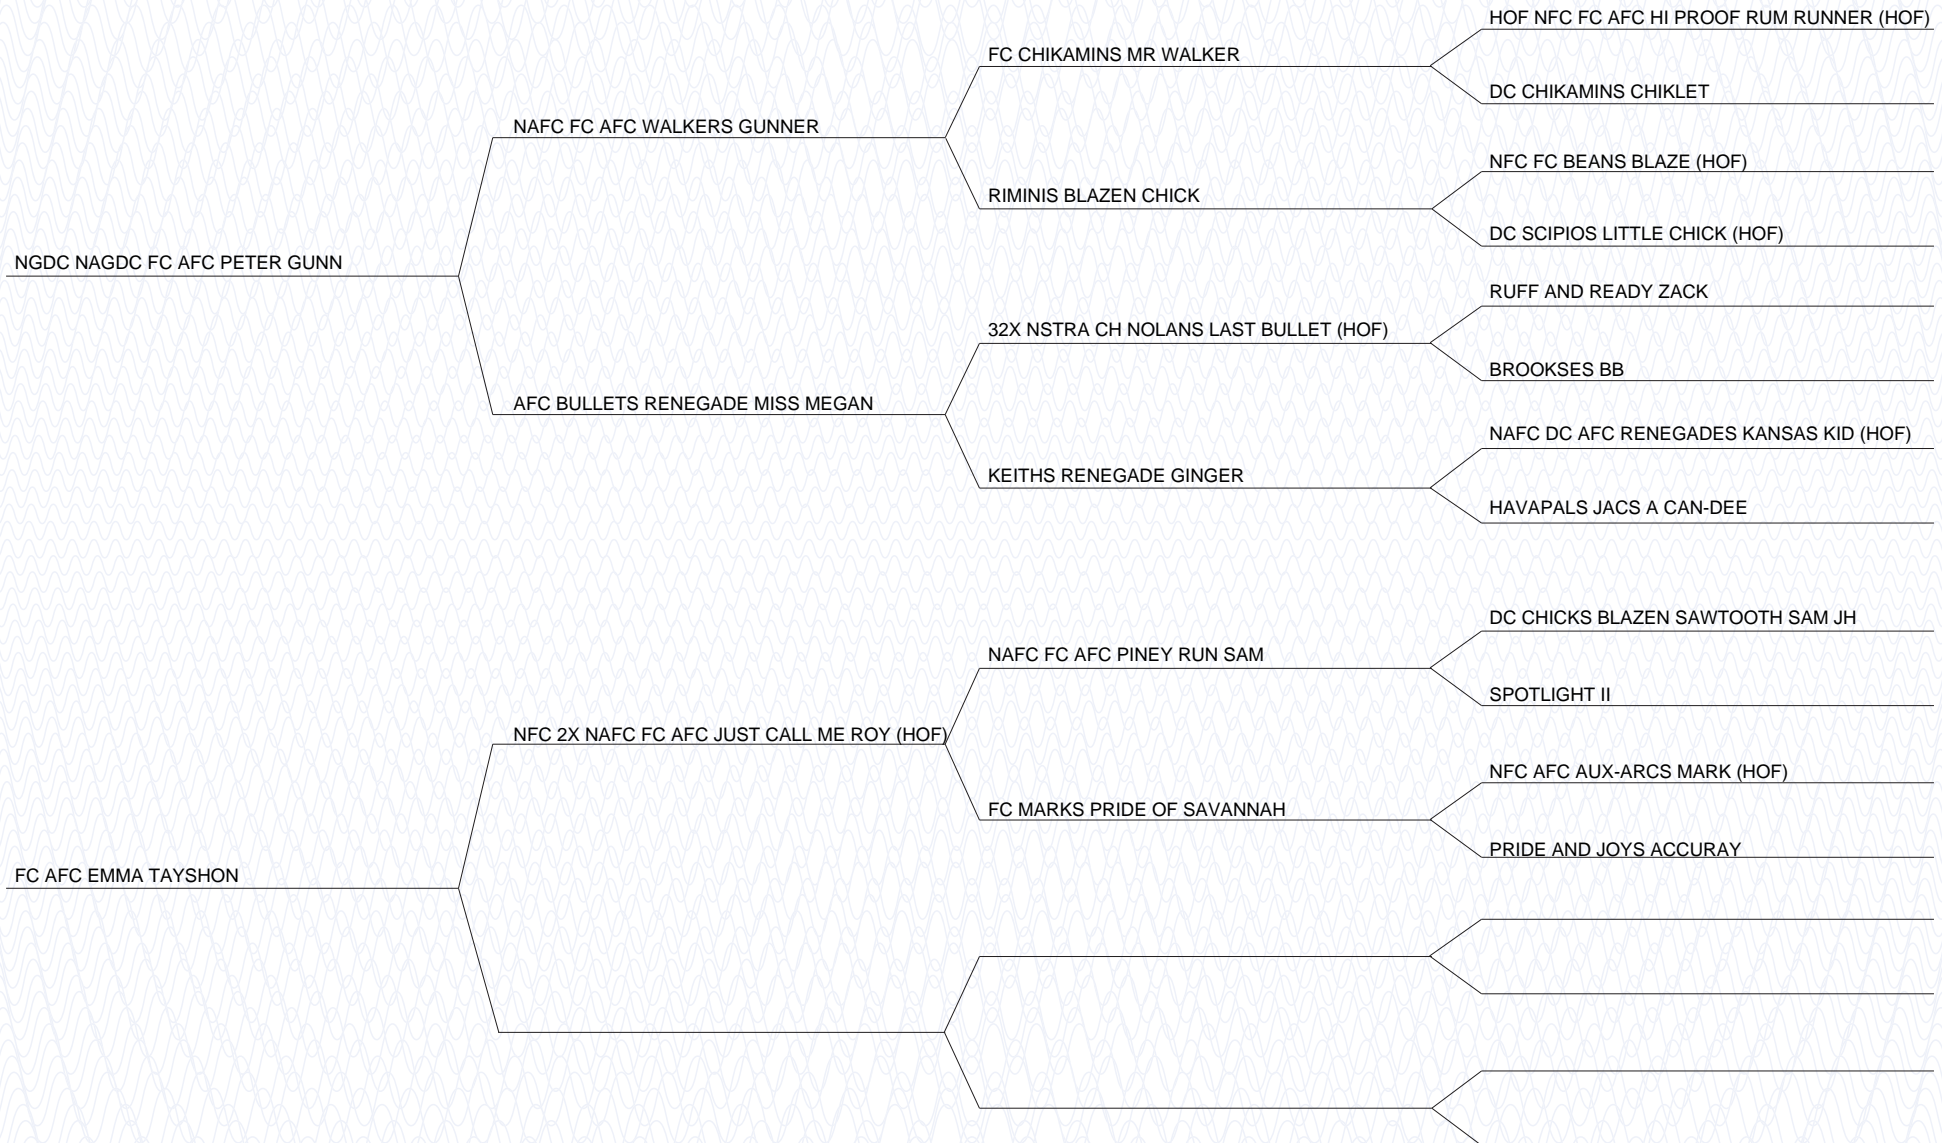 HOF NFC FC AFC HI PROOF RUM RUNNER (HOF)
FC CHIKAMINS MR WALKER
DC CHIKAMINS CHIKLET
NAFC FC AFC WALKERS GUNNER
NFC FC BEANS BLAZE (HOF)
RIMINIS BLAZEN CHICK
DC SCIPIOS LITTLE CHICK (HOF)
NGDC NAGDC FC AFC PETER GUNN
RUFF AND READY ZACK
32X NSTRA CH NOLANS LAST BULLET (HOF)
BROOKSES BB
AFC BULLETS RENEGADE MISS MEGAN
NAFC DC AFC RENEGADES KANSAS KID (HOF)
KEITHS RENEGADE GINGER
HAVAPALS JACS A CAN-DEE
DC CHICKS BLAZEN SAWTOOTH SAM JH
NAFC FC AFC PINEY RUN SAM
SPOTLIGHT II
NFC 2X NAFC FC AFC JUST CALL ME ROY (HOF)
NFC AFC AUX-ARCS MARK (HOF)
FC MARKS PRIDE OF SAVANNAH
PRIDE AND JOYS ACCURAY
FC AFC EMMA TAYSHON